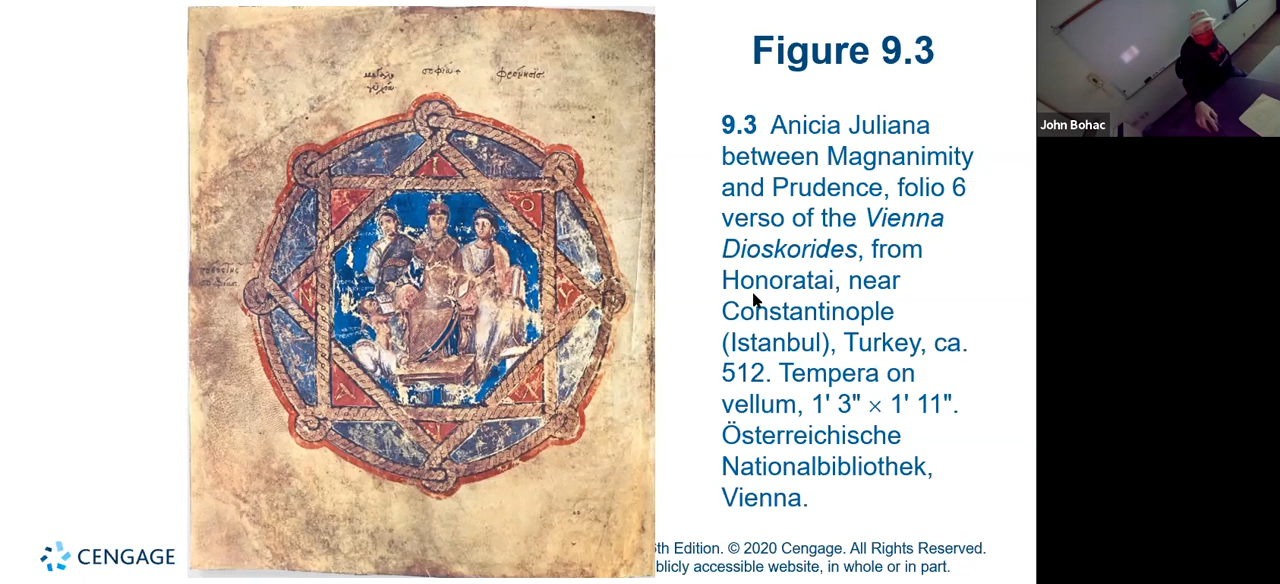 Figure 9.3
9.3 Anicia Juliana
between Magnanimity
and Prudence, folio 6
verso of the Vienna
Dioskorides, from
Honoratai, near
Constantinople
(Istanbul), Turkey, ca.
512. Tempera on
vellum, 1' 3" × 1' 11".
Österreichische
Nationalbibliothek,
Vienna.
CENGAGE
6th Edition. © 2020 Cengage. All Rights Reserved.
blicly accessible website, in whole or in part.
John Bohac